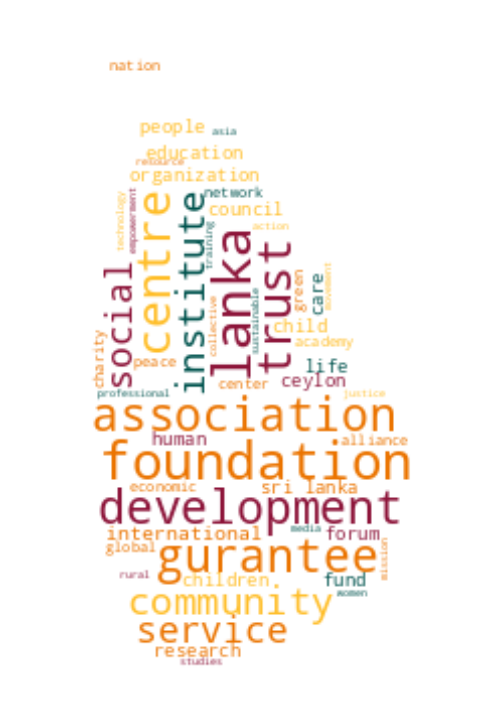 nation
people
asia
education
resource
organization
technology
empowerment
centre
institute
network
council
training
lanka
action
trust
social
collective
sustainable
green
care
movement
child
academy
charity
peace
life
center
ceylon
professional
justice
association
human
alliance
foundation
economic
sri lanka
development
international
media
forum
global
gurantee
mission
rural
children
fund
women
community
service
research
studies